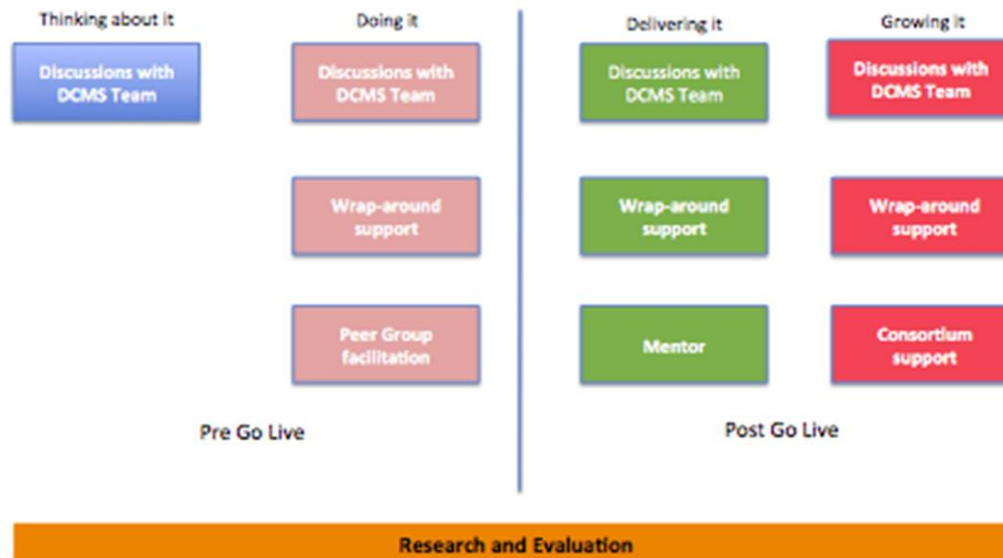 Thinking about it
Doing it
Delivering it
Growing it
Discussions with
DCMS Team
Discussions with
DCMS Team
Discussions with
DCMS Team
Discussions with
DCMS Team
Wrap-around
support
Wrap-around
support
Wrap-around
support
Peer Group
facilitation
Mentor
Consortium
support
Pre Go Live
Post Go Live
Research and Evaluation